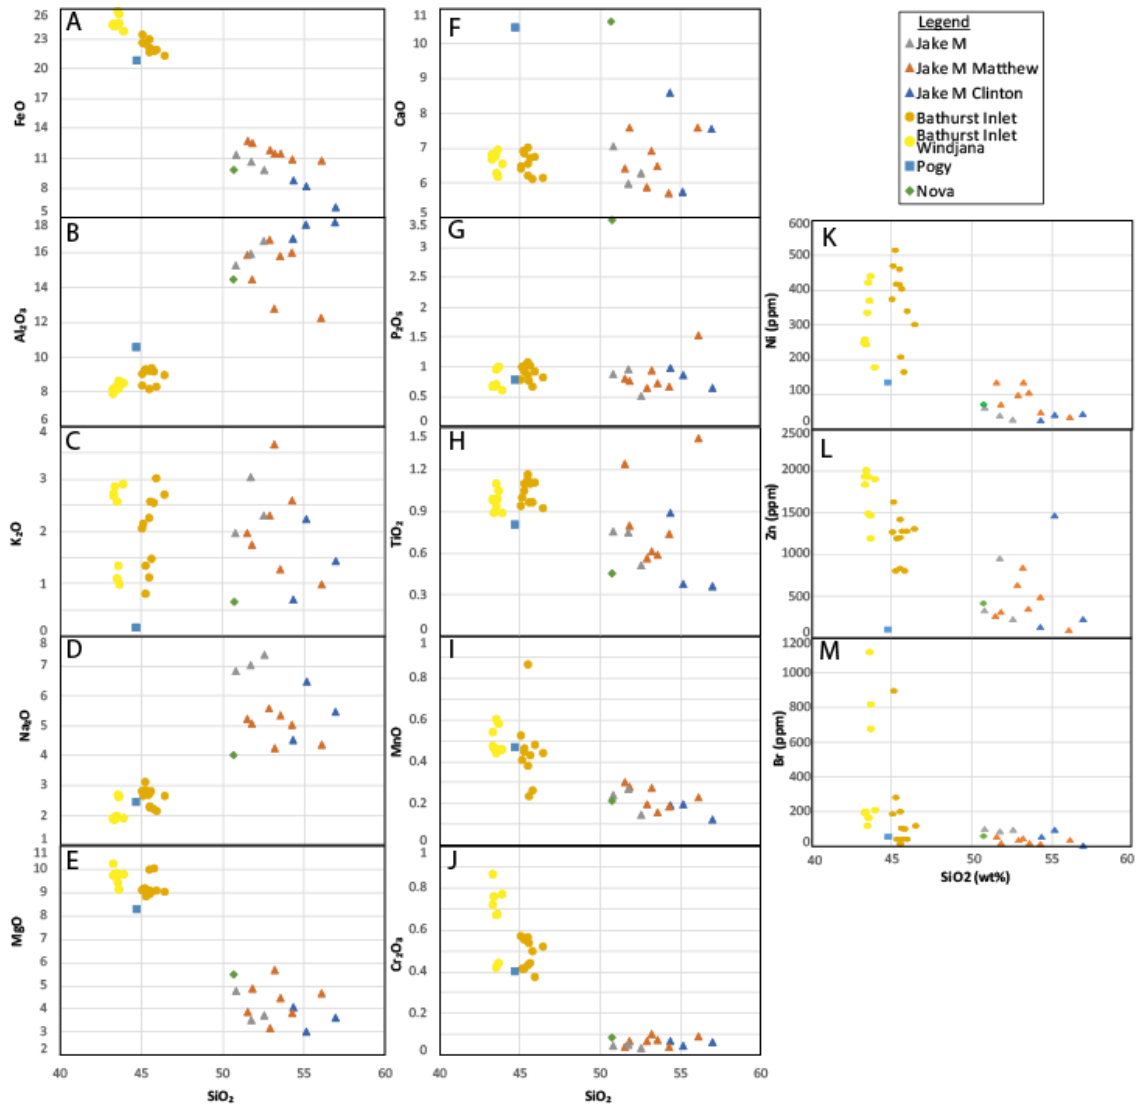 A
26
23
20
17
14
11
8
5
FeO
B
18
16
14
12
10
8
6
Al₂O₃
C
4
3
2
1
0
K₂O
D
8
7
6
5
4
3
2
1
Na₂O
E
11
10
9
8
7
6
5
4
3
2
MgO
40 45 50 55 60
SiO₂
F
11
10
9
8
7
6
5
CaO
G
3.5
3
2.5
2
1.5
1
0.5
0
P₂O₅
H
1.5
1.2
0.9
0.6
0.3
0
TiO₂
I
1
0.8
0.6
0.4
0.2
0
MnO
J
1
0.8
0.6
0.4
0.2
0
Cr₂O₃
40 45 50 55 60
SiO₂
Legend
Jake M
Jake M Matthew
Jake M Clinton
Bathurst Inlet
Bathurst Inlet
Windjana
Pogy
Nova
K
600
500
400
300
200
100
0
Ni (ppm)
L
2500
2000
1500
1000
500
0
Zn (ppm)
M
1200
1000
800
600
400
200
0
Br (ppm)
40 45 50 55 60
SiO2 (wt%)